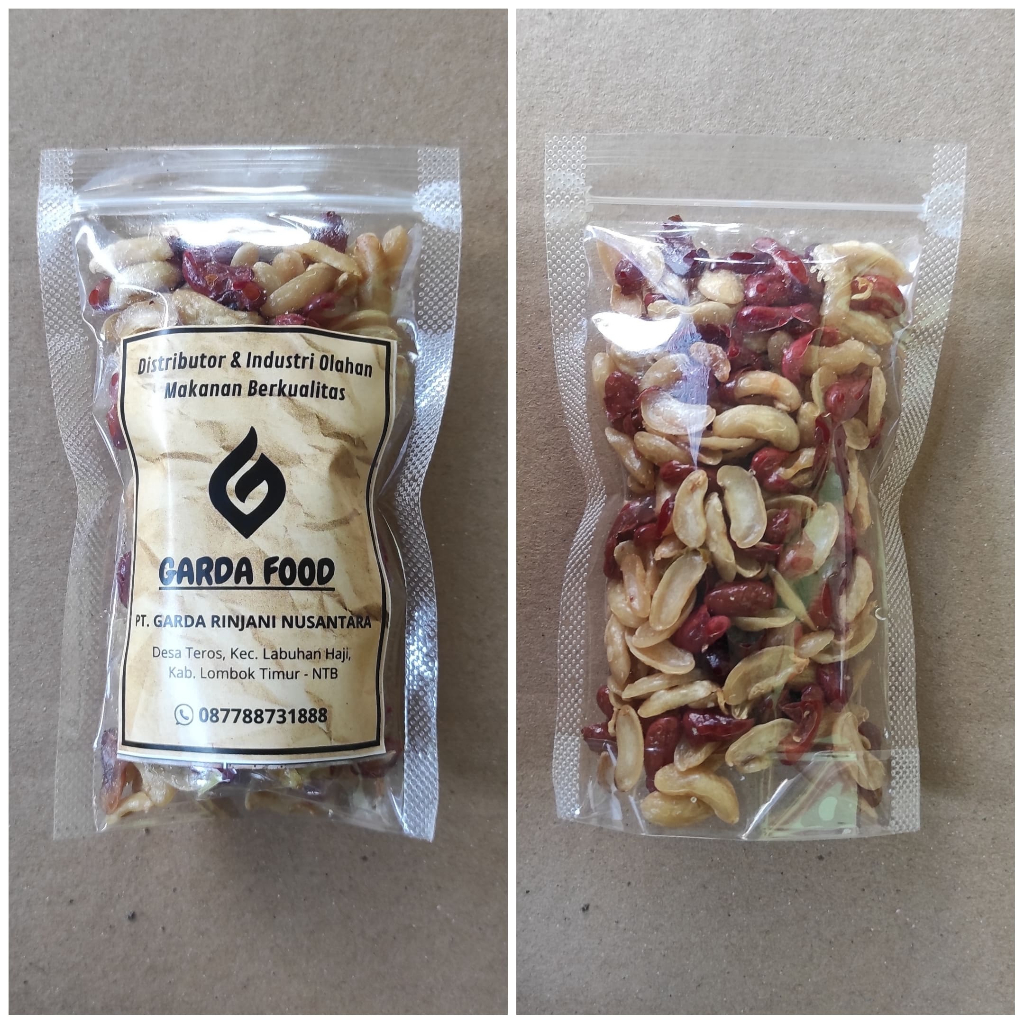 Distributor & Industri Olahan
Makanan Berkualitas
GARDA FOOD
PT. GARDA RINJANI NUSANTARA
Desa Teros, Kec. Labuhan Haji,
Kab. Lombok Timur - NTB
087788731888